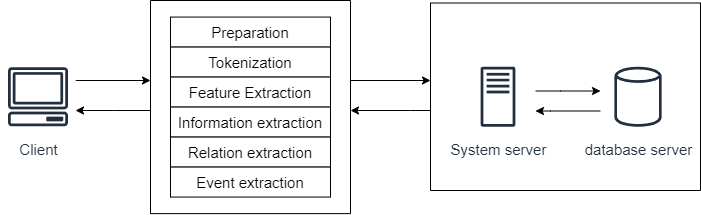 Preparation
Tokenization
Feature Extraction
Information extraction
Relation extraction
Event extraction
Client
System server
database server